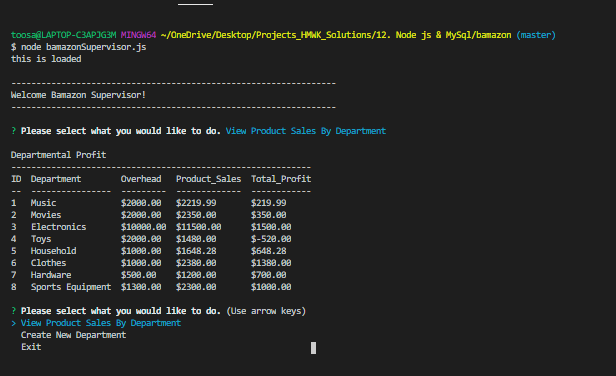 toosa@LAPTOP-C3APJG3M MINGW64 ~/OneDrive/Desktop/Projects_HMWK_Solutions/12. Node js & MySql/bamazon (master)
$ node bamazonSupervisor.js
this is loaded
-----------------------------------------------------------------
Welcome Bamazon Supervisor!
-----------------------------------------------------------------
? Please select what you would like to do. View Product Sales By Department
Departmental Profit
------------------------------------------------------------
ID  Department        Overhead   Product_Sales  Total_Profit
--  ----------------  ---------  -------------  ------------
1   Music             $2000.00   $2219.99       $219.99
2   Movies            $2000.00   $2350.00       $350.00
3   Electronics       $10000.00  $11500.00      $1500.00
4   Toys              $2000.00   $1480.00       $-520.00
5   Household         $1000.00   $1648.28       $648.28
6   Clothes           $1000.00   $2380.00       $1380.00
7   Hardware          $500.00    $1200.00       $700.00
8   Sports Equipment  $1300.00   $2300.00       $1000.00
? Please select what you would like to do. (Use arrow keys)
> View Product Sales By Department
  Create New Department
  Exit